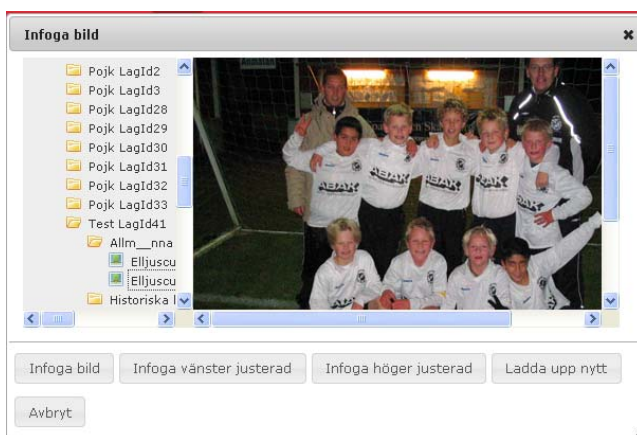 Infoga bild
Pojk LagId2
Pojk LagId3
Pojk LagId28
Pojk LagId29
Pojk LagId30
Pojk LagId31
Pojk LagId32
Pojk LagId33
Test LagId41
Allm__nna
Elljuscu
Elljuscu
Historiska l
ABAX
ABAX
ABAX
Infoga bild
Infoga vänster justerad
Infoga höger justerad
Ladda upp nytt
Avbryt